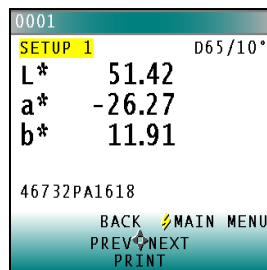 0001
SETUP 1 D65/10°
L* 51.42
a* -26.27
b* 11.91
46732PA1618
BACK MAIN MENU
PREV NEXT
PRINT